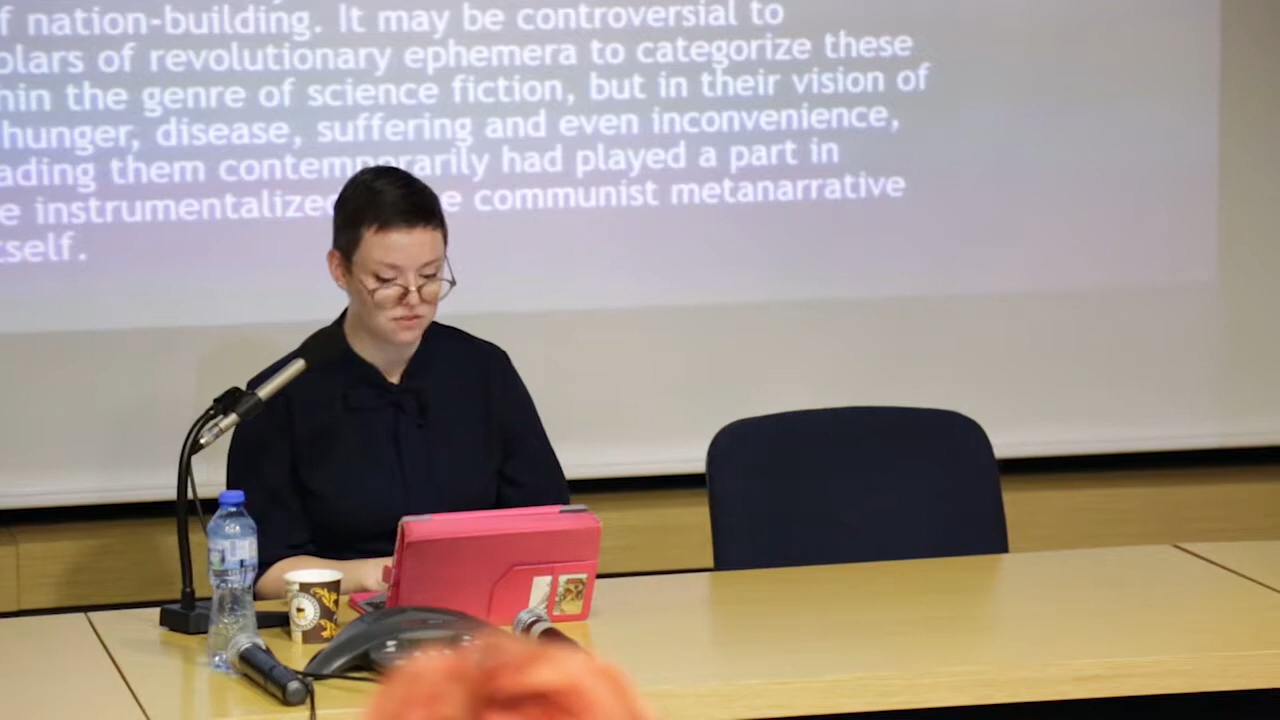 f nation-building. It may be controversial to
olars of revolutionary ephemera to categorize these
hin the genre of science fiction, but in their vision of
hunger, disease, suffering and even inconvenience,
ading them contemporarily had played a part in
e instrumentalized e communist metanarrative
tself.